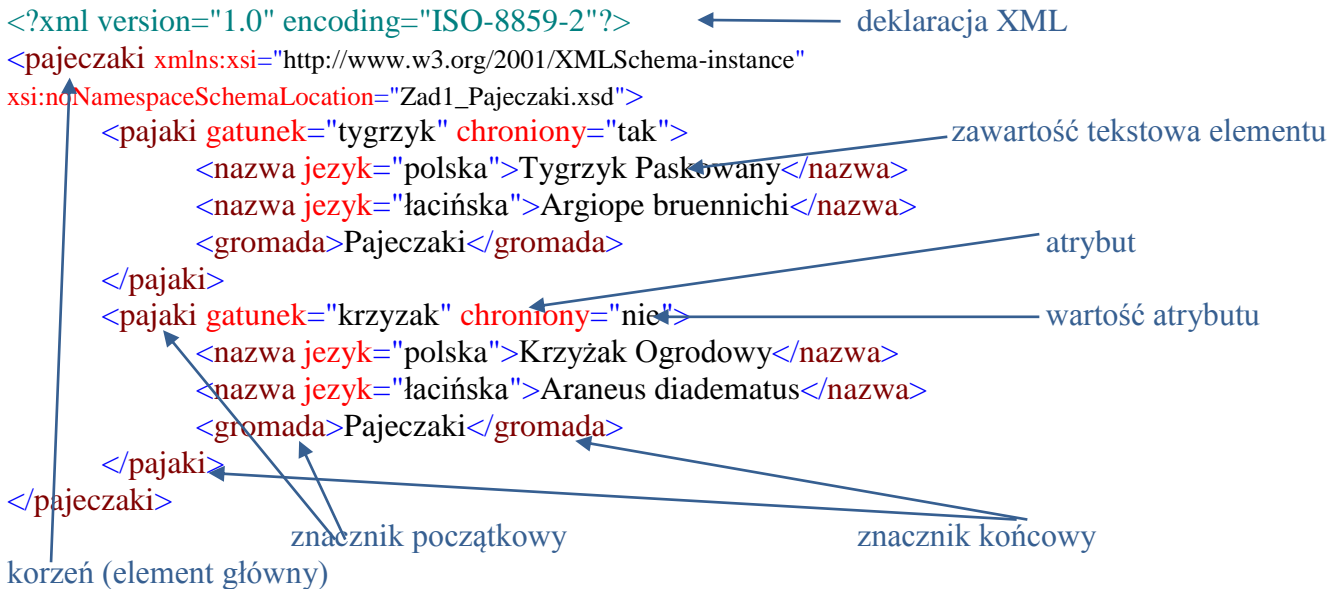 <?xml version="1.0" encoding="ISO-8859-2"?> deklaracja XML
<pajeczaki xmlns:xsi="http://www.w3.org/2001/XMLSchema-instance"
xsi:noNamespaceSchemaLocation="Zad1_Pajeczaki.xsd">
<pajaki gatunek="tygrzyk" chroniony="tak"> zawartość tekstowa elementu
<nazwa jezyk="polska">Tygrzyk Paskowany</nazwa>
<nazwa jezyk="łacińska">Argiope bruennichi</nazwa>
<gromada>Pajeczaki</gromada> atrybut
</pajaki>
<pajaki gatunek="krzyzak" chroniony="nie"> wartość atrybutu
<nazwa jezyk="polska">Krzyżak Ogrodowy</nazwa>
<nazwa jezyk="łacińska">Araneus diadematus</nazwa>
<gromada>Pajeczaki</gromada>
</pajaki>
</pajeczaki>
znacznik początkowy znacznik końcowy
korzeń (element główny)